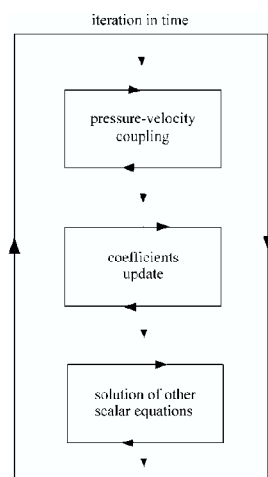 iteration in time
pressure-velocity
coupling
coefficients
update
solution of other
scalar equations